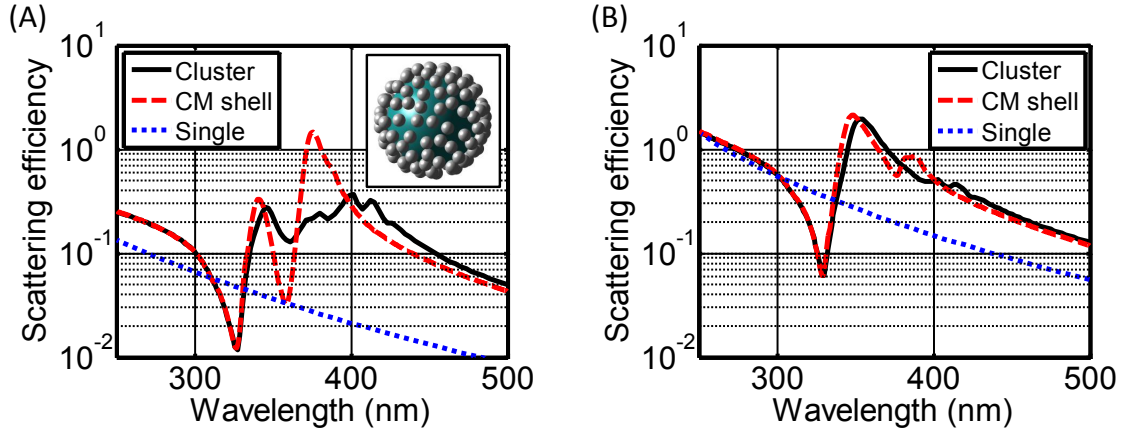 (A)
Scattering efficiency
10^1
10^0
10^-1
10^-2
Cluster
CM shell
Single
300
400
500
Wavelength (nm)
(B)
Scattering efficiency
10^1
10^0
10^-1
10^-2
Cluster
CM shell
Single
300
400
500
Wavelength (nm)